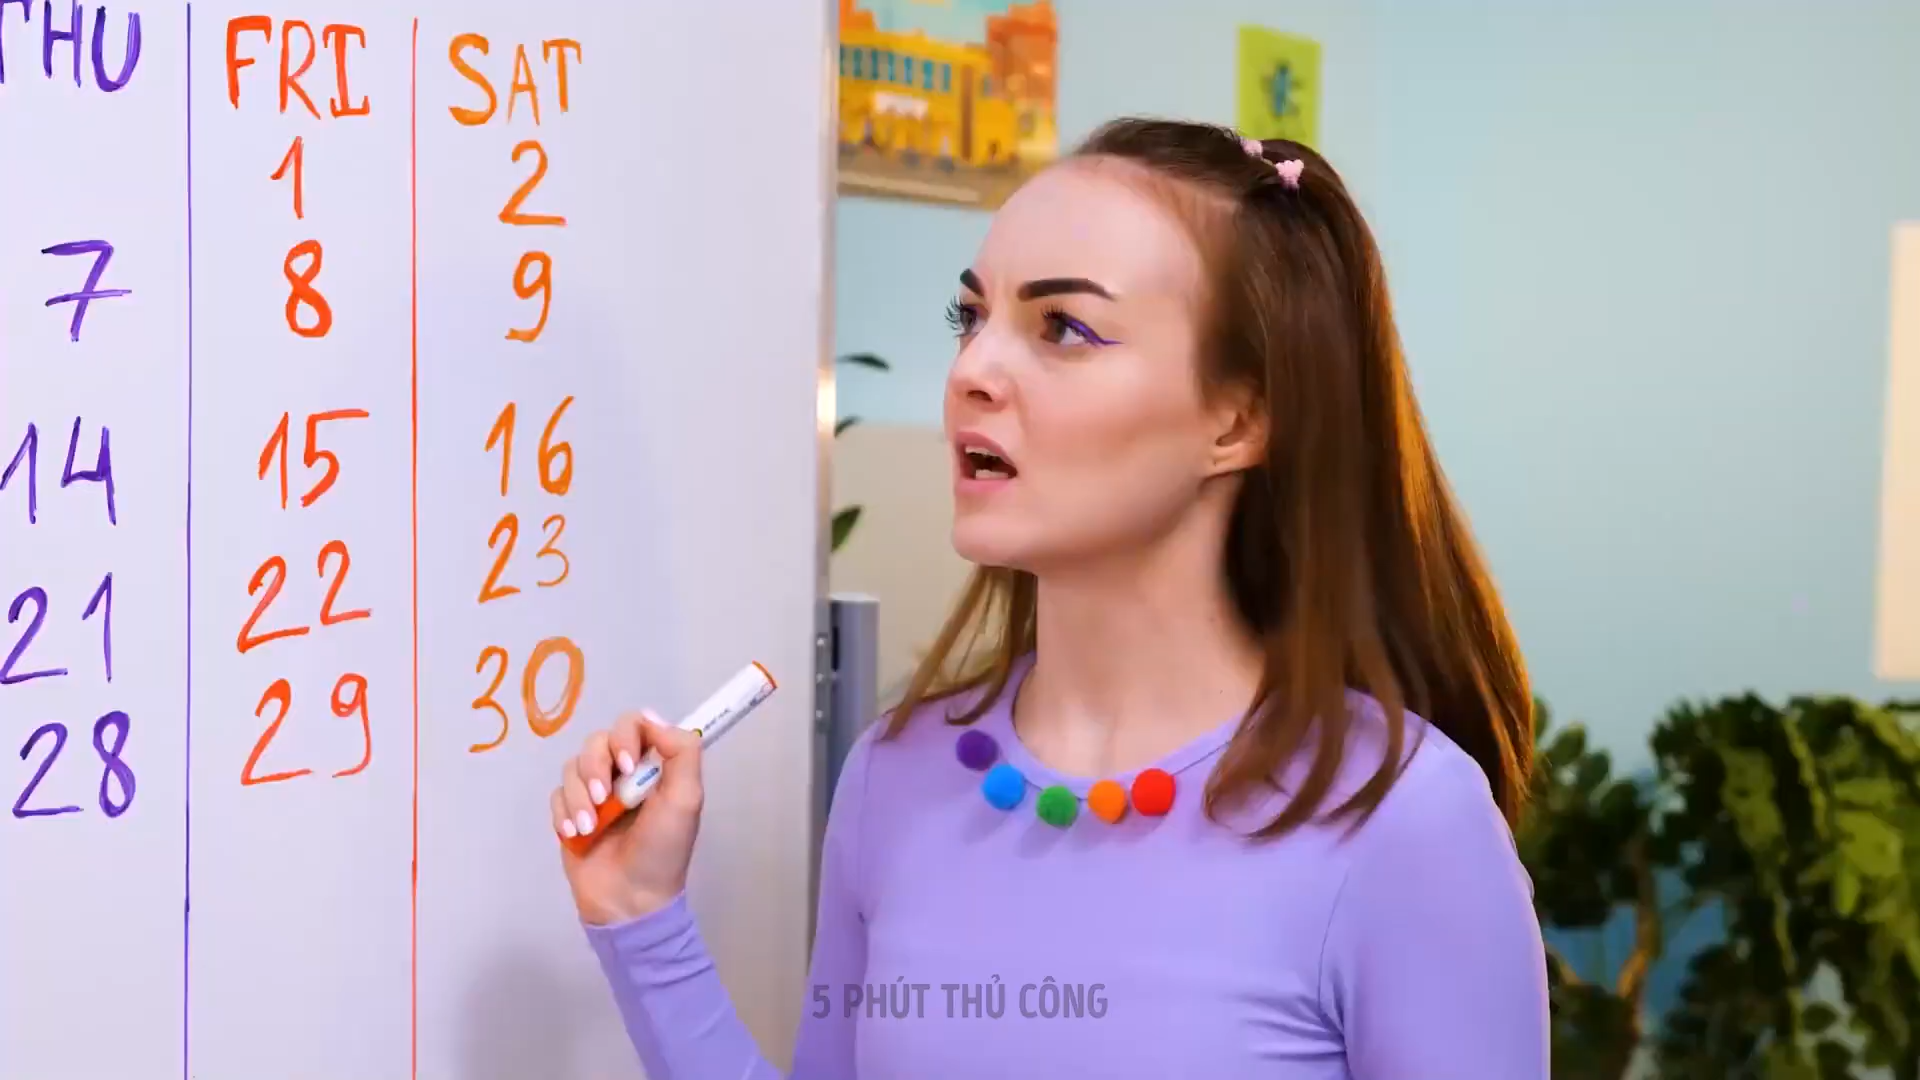 THU FRI SAT
1 2
7 8 9
14 15 16
21 22 23
28 29 30
5 PHÚT THỦ CÔNG